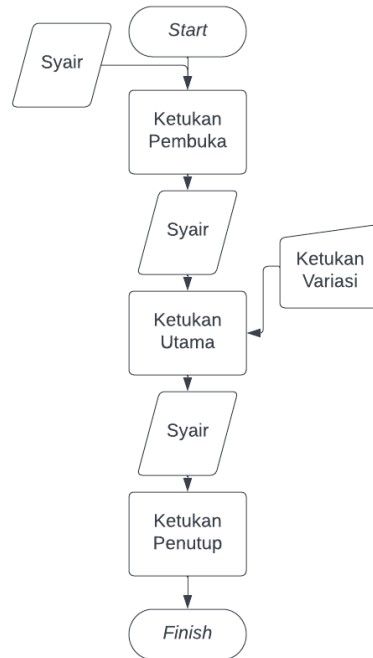 Start
Syair
Ketukan
Pembuka
Syair
Ketukan
Variasi
Ketukan
Utama
Syair
Ketukan
Penutup
Finish